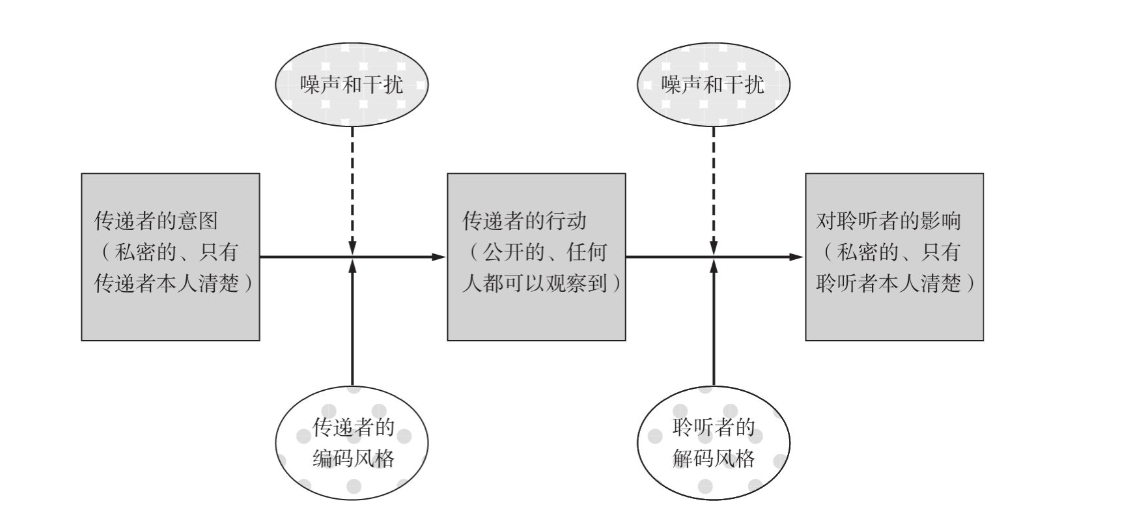 噪声和干扰
噪声和干扰
传递者的意图
（私密的、只有
传递者本人清楚）
传递者的行动
（公开的、任何
人都可以观察到）
对聆听者的影响
（私密的、只有
聆听者本人清楚）
传递者的
编码风格
聆听者的
解码风格